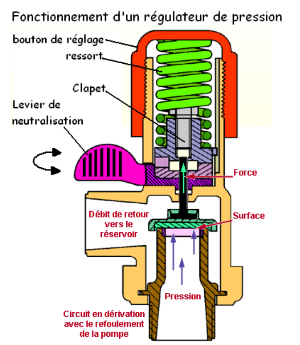 Fonctionnement d'un régulateur de pression
bouton de réglage
ressort
Clapet
Levier de
neutralisation
Force
Surface
Débit de retour
vers le
réservoir
Pression
Circuit en dérivation
avec le refoulement
de la pompe